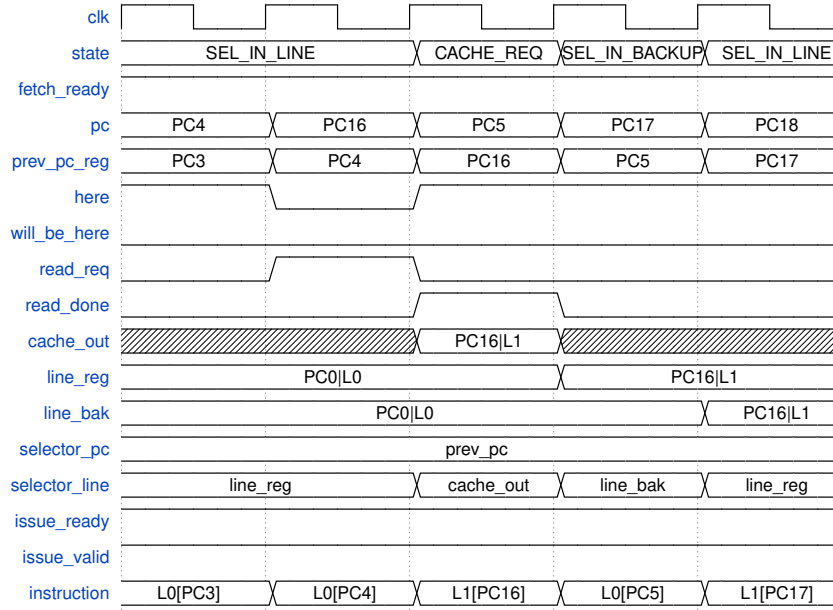 clk
state SEL_IN_LINE CACHE_REQ SEL_IN_BACKUP SEL_IN_LINE
fetch_ready
pc PC4 PC16 PC5 PC17 PC18
prev_pc_reg PC3 PC4 PC16 PC5 PC17
here
will_be_here
read_req
read_done
cache_out PC16|L1
line_reg PC0|L0 PC16|L1
line_bak PC0|L0 PC16|L1
selector_pc prev_pc
selector_line line_reg cache_out line_bak line_reg
issue_ready
issue_valid
instruction L0[PC3] L0[PC4] L1[PC16] L0[PC5] L1[PC17]